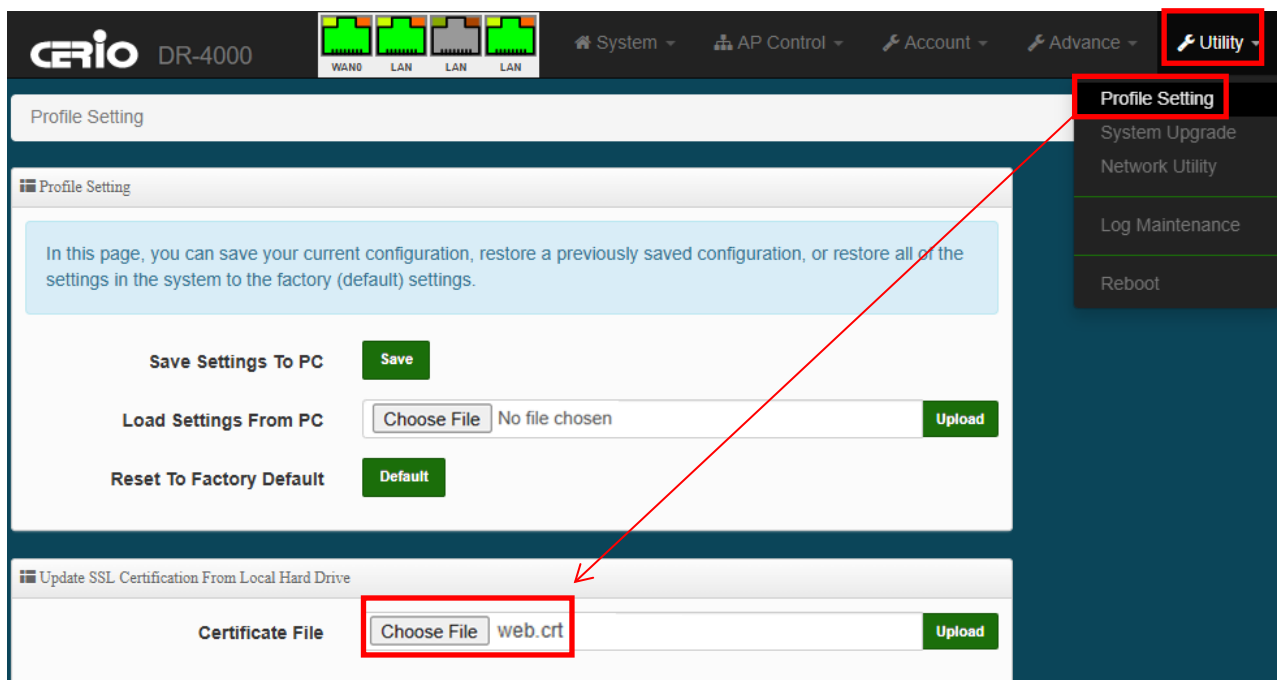 CERIO DR-4000
WAN0 LAN LAN LAN
System AP Control Account Advance Utility
Profile Setting
System Upgrade
Network Utility
Log Maintenance
Reboot
Profile Setting
Profile Setting
In this page, you can save your current configuration, restore a previously saved configuration, or restore all of the
settings in the system to the factory (default) settings.
Save Settings To PC Save
Load Settings From PC Choose File No file chosen Upload
Reset To Factory Default Default
Update SSL Certification From Local Hard Drive
Certificate File Choose File web.crt Upload